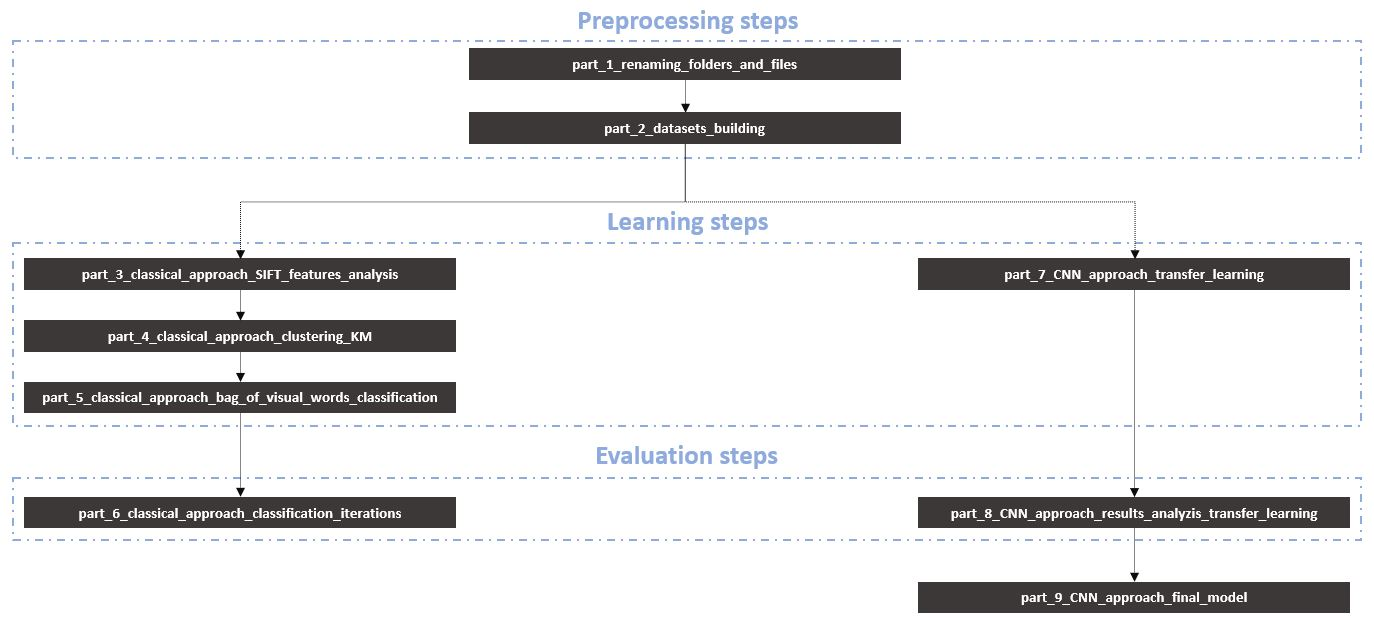 Preprocessing steps
part_1_renaming_folders_and_files
part_2_datasets_building
Learning steps
part_3_classical_approach_SIFT_features_analysis
part_7_CNN_approach_transfer_learning
part_4_classical_approach_clustering_KM
part_5_classical_approach_bag_of_visual_words_classification
Evaluation steps
part_6_classical_approach_classification_iterations
part_8_CNN_approach_results_analyzis_transfer_learning
part_9_CNN_approach_final_model